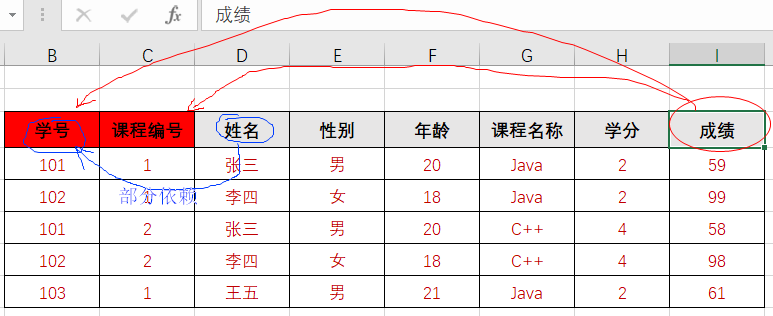 fx 成绩
B C D E F G H I
学号 课程编号 姓名 性别 年龄 课程名称 学分 成绩
101 1 张三 男 20 Java 2 59
102 1 李四 女 18 Java 2 99
部分依赖
101 2 张三 男 20 C++ 4 58
102 2 李四 女 18 C++ 4 98
103 1 王五 男 21 Java 2 61